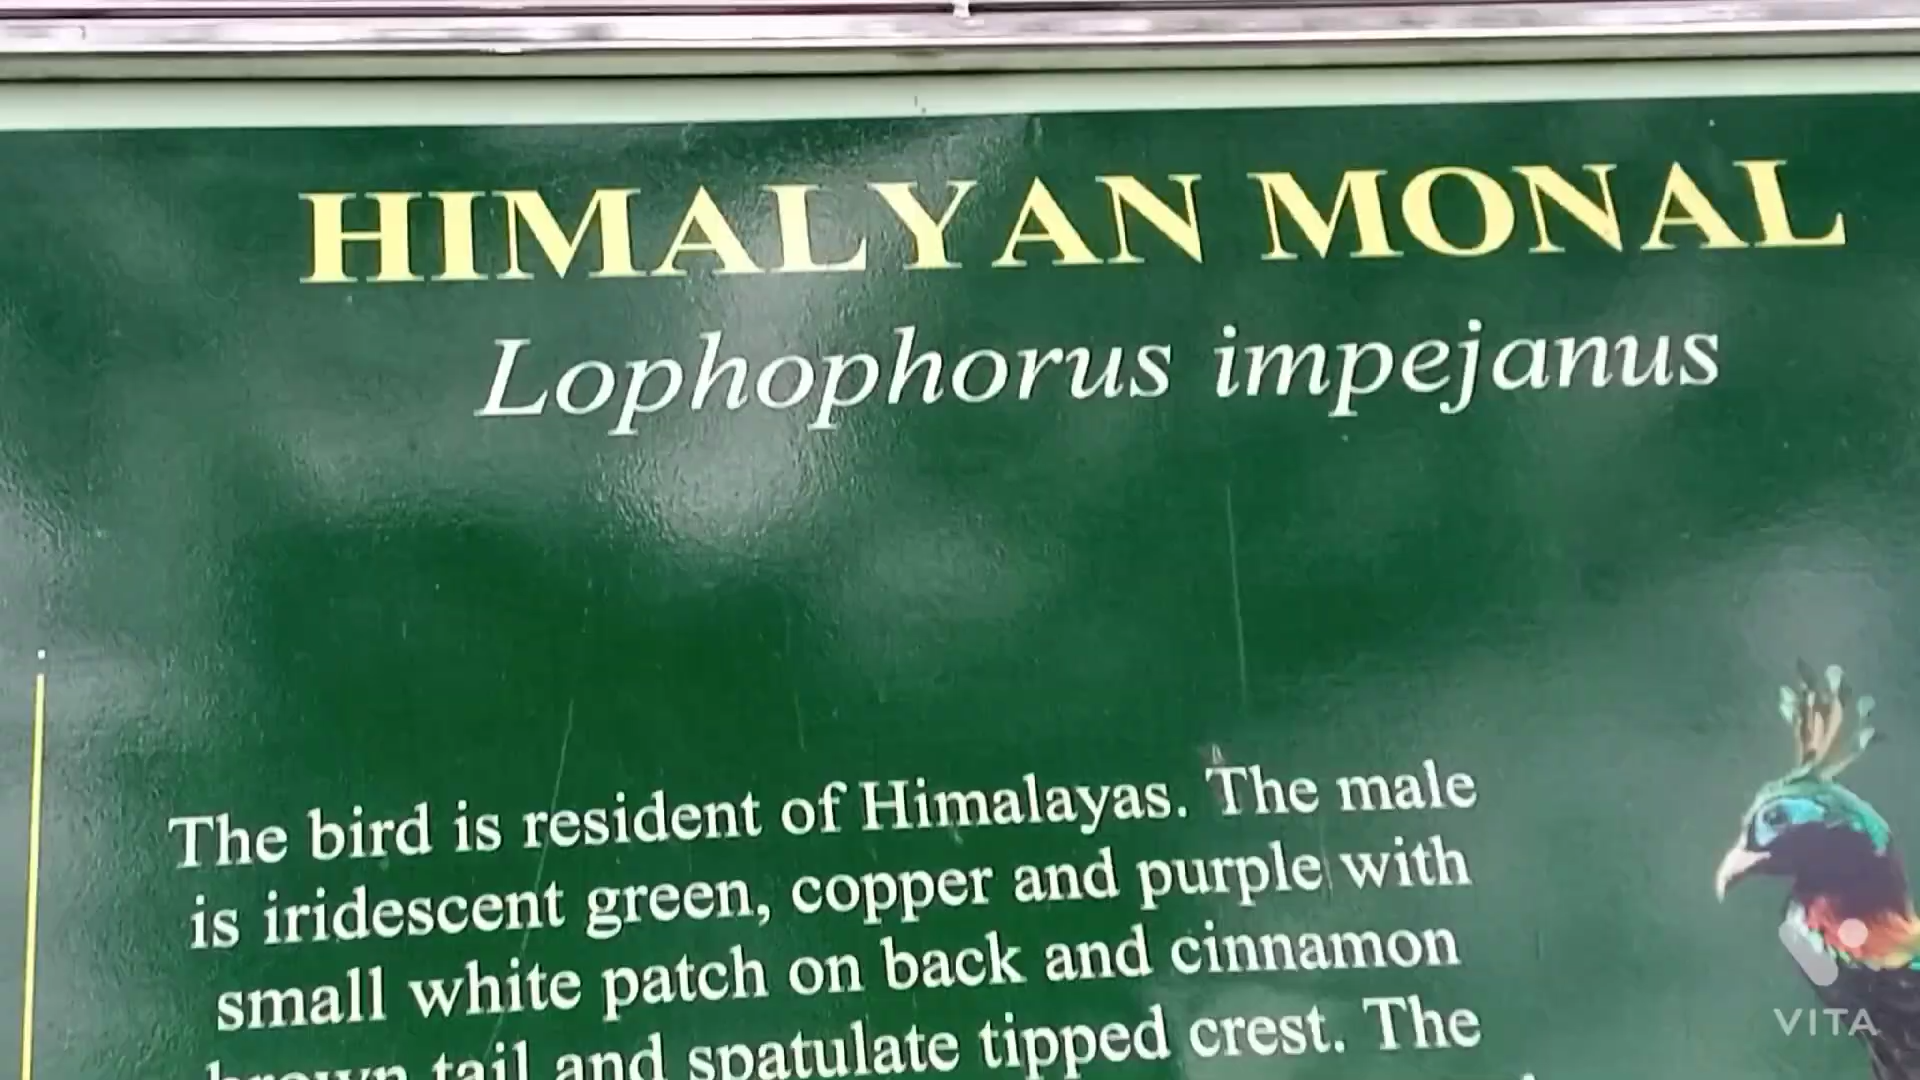 HIMALYAN MONAL
Lophophorus impejanus
The bird is resident of Himalayas. The male
is iridescent green, copper and purple with
small white patch on back and cinnamon
brown tail and spatulate tipped crest. The
VITA